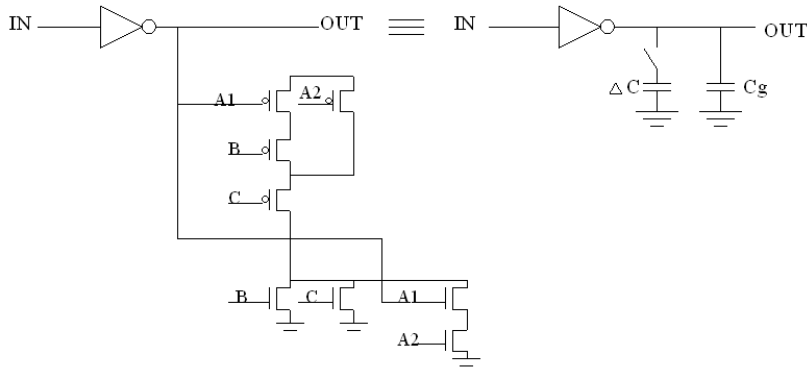 IN OUT IN OUT
△C Cg
A1 A2
B
C
B C A1
A2